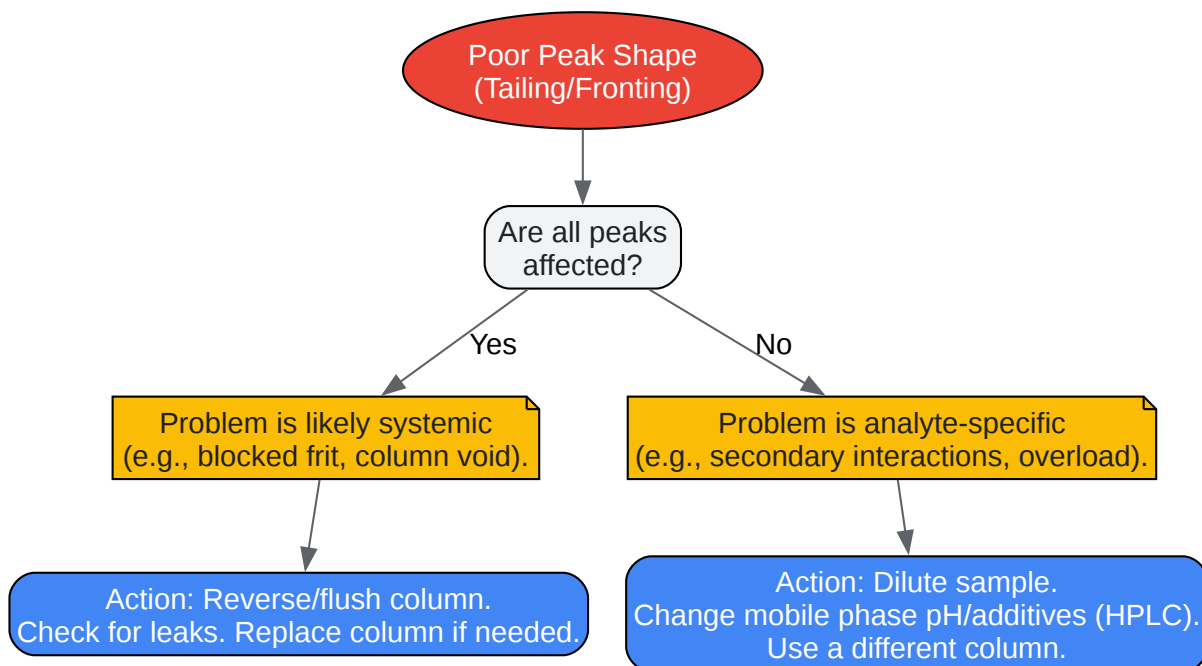 Poor Peak Shape
(Tailing/Fronting)
Are all peaks
affected?
Yes
No
Problem is likely systemic
(e.g., blocked frit, column void).
Problem is analyte-specific
(e.g., secondary interactions, overload).
Action: Reverse/flush column.
Check for leaks. Replace column if needed.
Action: Dilute sample.
Change mobile phase pH/additives (HPLC).
Use a different column.